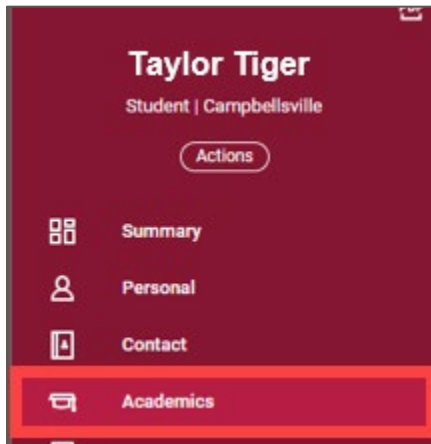 Taylor Tiger
Student | Campbellsville
Actions
Summary
Personal
Contact
Academics